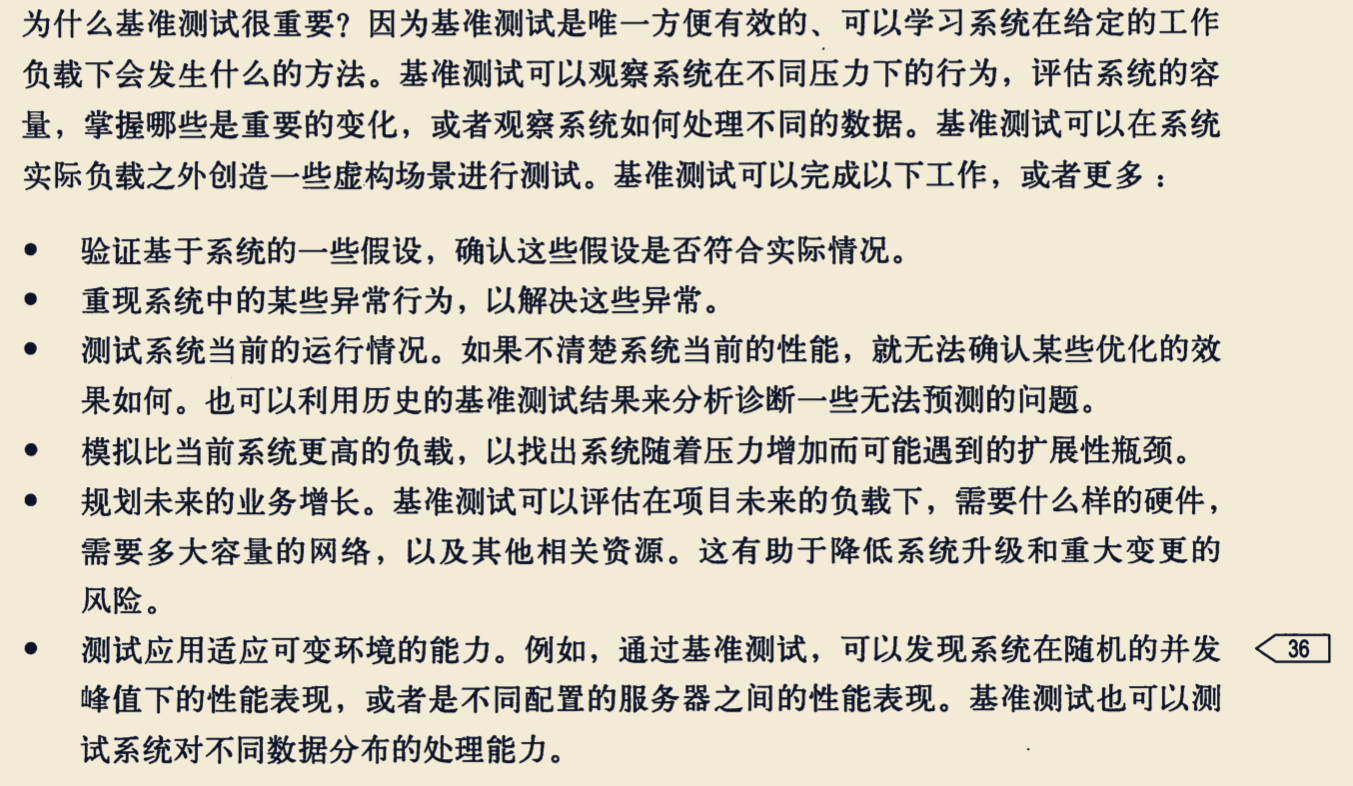 为什么基准测试很重要？因为基准测试是唯一方便有效的、可以学习系统在给定的工作
负载下会发生什么的方法。基准测试可以观察系统在不同压力下的行为，评估系统的容
量，掌握哪些是重要的变化，或者观察系统如何处理不同的数据。基准测试可以在系统
实际负载之外创造一些虚构场景进行测试。基准测试可以完成以下工作，或者更多：
● 验证基于系统的一些假设，确认这些假设是否符合实际情况。
● 重现系统中的某些异常行为，以解决这些异常。
● 测试系统当前的运行情况。如果不清楚系统当前的性能，就无法确认某些优化的效
果如何。也可以利用历史的基准测试结果来分析诊断一些无法预测的问题。
● 模拟比当前系统更高的负载，以找出系统随着压力增加而可能遇到的扩展性瓶颈。
● 规划未来的业务增长。基准测试可以评估在项目未来的负载下，需要什么样的硬件，
需要多大容量的网络，以及其他相关资源。这有助于降低系统升级和重大变更的
风险。
● 测试应用适应可变环境的能力。例如，通过基准测试，可以发现系统在随机的并发
36
峰值下的性能表现，或者是不同配置的服务器之间的性能表现。基准测试也可以测
试系统对不同数据分布的处理能力。